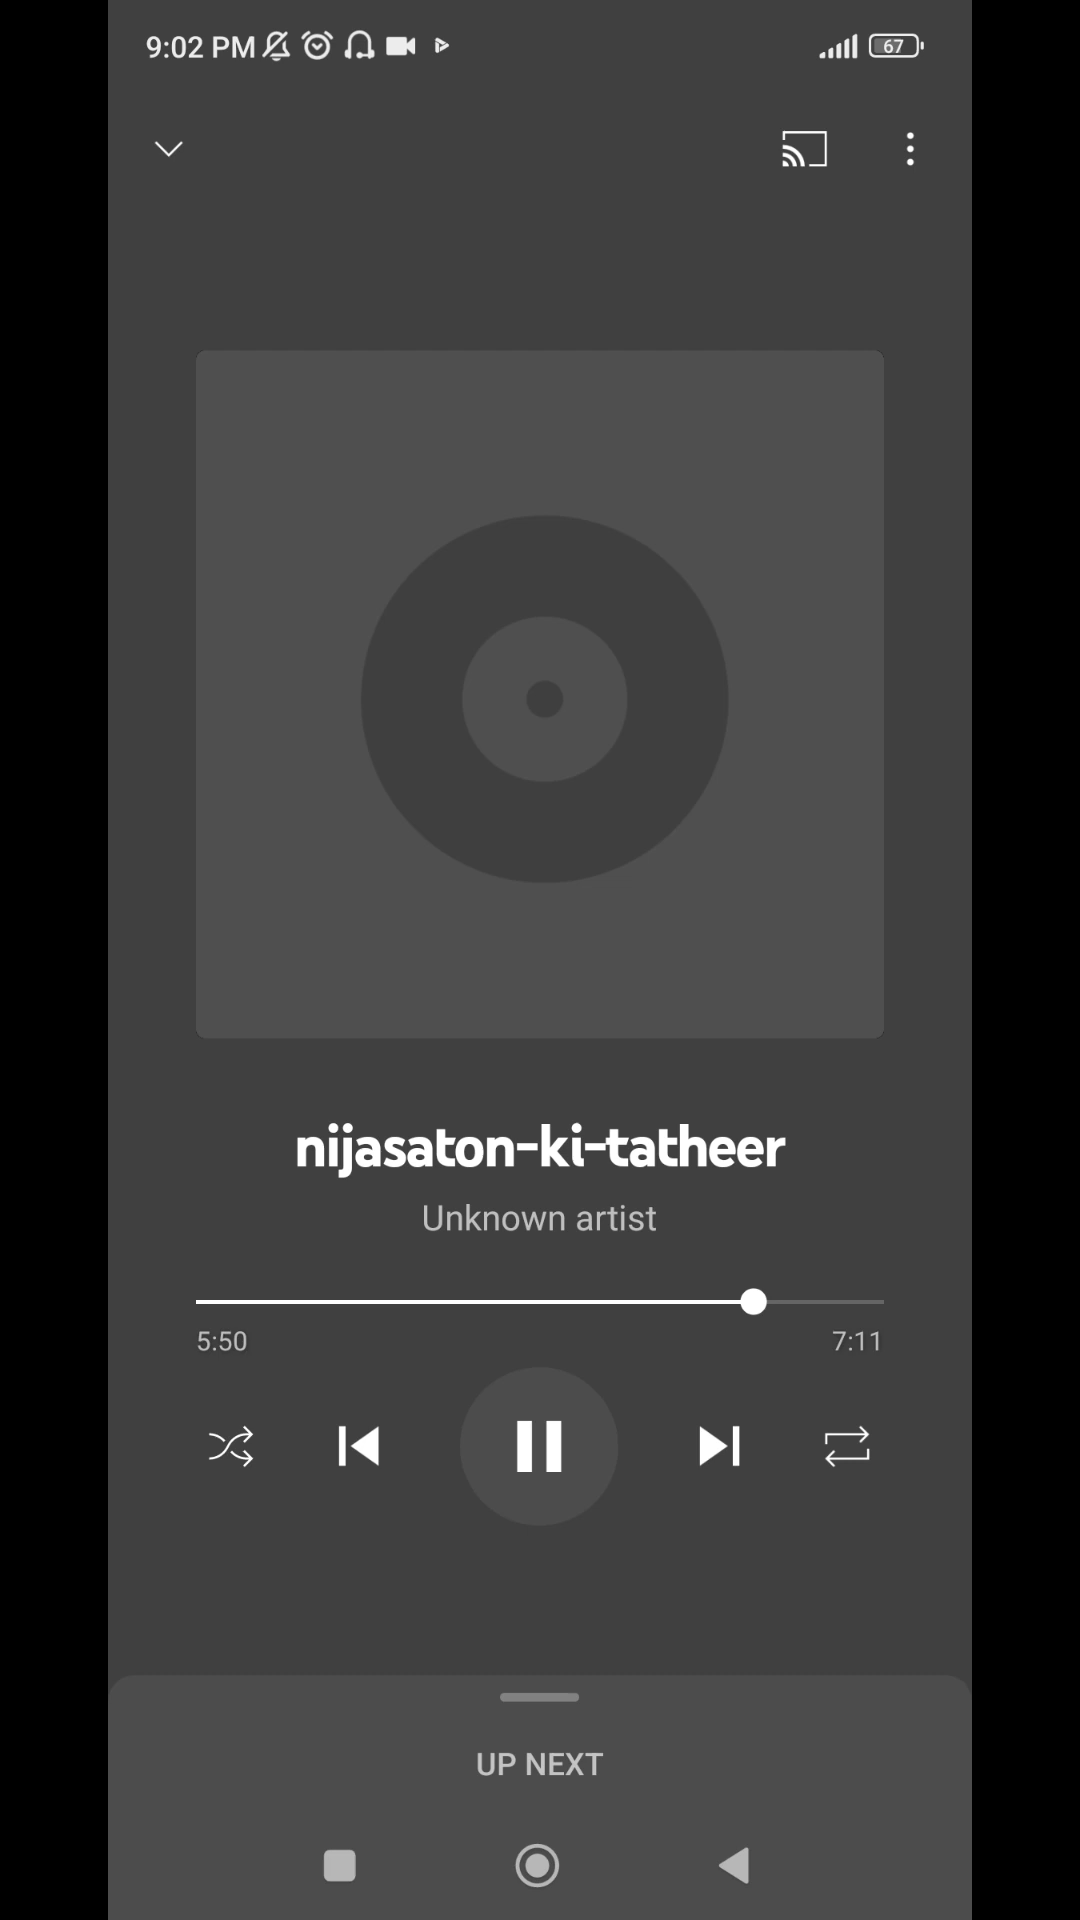 9:02 PM
67
nijasaton-ki-tatheer
Unknown artist
5:50
7:11
UP NEXT